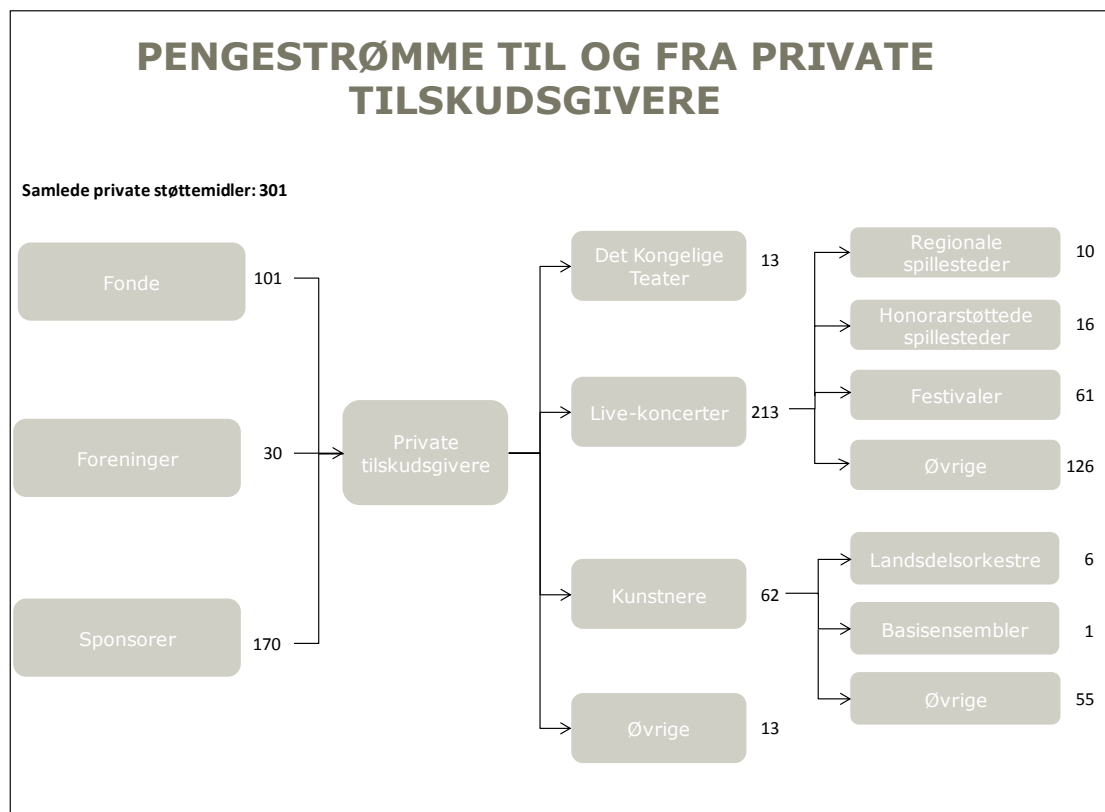 PENGESTRØMME TIL OG FRA PRIVATE
TILSKUDSGIVERE
Samlede private støttemidler: 301
Fonde
101
Foreninger
30
Sponsorer
170
Private
tilskudsgivere
Det Kongelige
Teater
13
Live-koncerter
213
Kunstnere
62
Øvrige
13
Regionale
spillesteder
10
Honorarstøttede
spillesteder
16
Festivaler
61
Øvrige
126
Landsdelsorkestre
6
Basisensembler
1
Øvrige
55